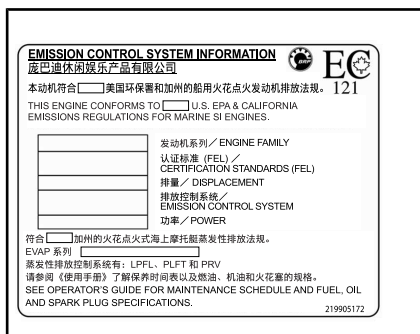 EMISSION CONTROL SYSTEM INFORMATION
庞巴迪休闲娱乐产品有限公司
BRP
EC
121
本动机符合 美国环保署和加州的船用火花点火发动机排放法规。
THIS ENGINE CONFORMS TO U.S. EPA & CALIFORNIA
EMISSIONS REGULATIONS FOR MARINE SI ENGINES.
发动机系列/ENGINE FAMILY
认证标准 (FEL)/
CERTIFICATION STANDARDS (FEL)
排量/DISPLACEMENT
排放控制系统/
EMISSION CONTROL SYSTEM
功率/POWER
符合 加州的火花点火式海上摩托艇蒸发性排放法规。
EVAP 系列
蒸发性排放控制系统有：LPFL、PLFT 和 PRV
请参阅《使用手册》了解保养时间表以及燃油、机油和火花塞的规格。
SEE OPERATOR'S GUIDE FOR MAINTENANCE SCHEDULE AND FUEL, OIL
AND SPARK PLUG SPECIFICATIONS.
219905172